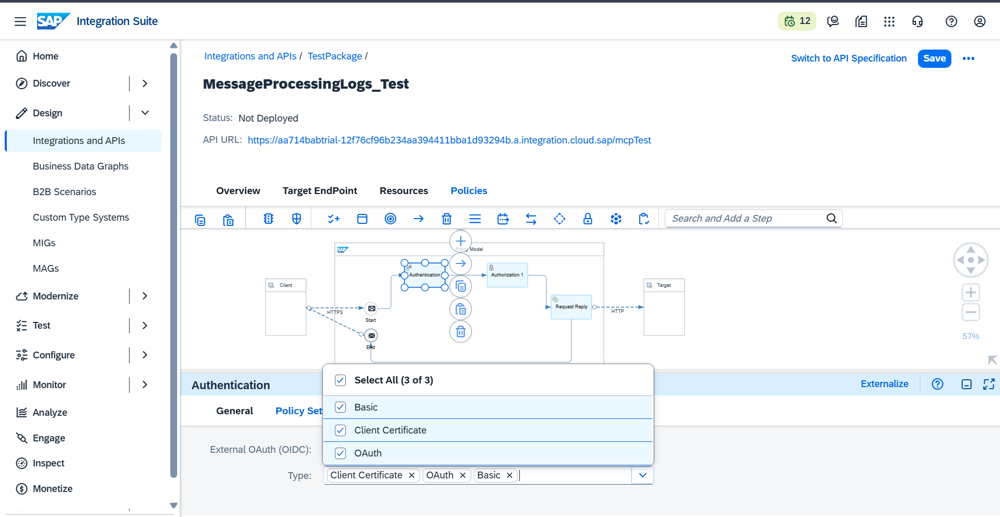 SAP Integration Suite
12
Home
Discover
Design
Integrations and APIs
Business Data Graphs
B2B Scenarios
Custom Type Systems
MIGs
MAGs
Modernize
Test
Configure
Monitor
Analyze
Engage
Inspect
Monetize
Integrations and APIs / TestPackage /
Switch to API Specification Save
MessageProcessingLogs_Test
Status: Not Deployed
API URL: https://aa714babtrial-12f76cf96b234aa394411bba1d93294b.a.integration.cloud.sap/mcpTest
Overview Target EndPoint Resources Policies
Search and Add a Step
SAP Policy Model
Authentication
Authorization 1
Client
Target
Request Reply
HTTPS
HTTP
Start
End
57%
Authentication
Externalize
General Policy Set
Select All (3 of 3)
Basic
Client Certificate
OAuth
External OAuth (OIDC):
Type: Client Certificate OAuth Basic